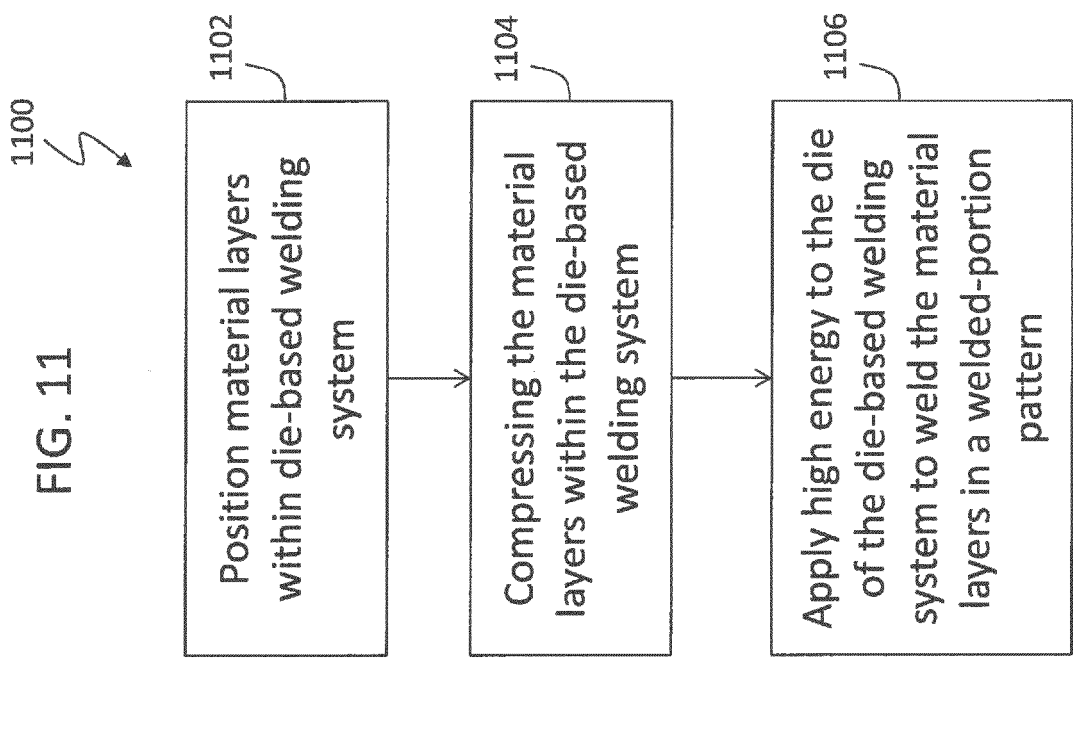 FIG. 11
1100
1102
Position material layers
within die-based welding
system
1104
Compressing the material
layers within the die-based
welding system
1106
Apply high energy to the die
of the die-based welding
system to weld the material
layers in a welded-portion
pattern